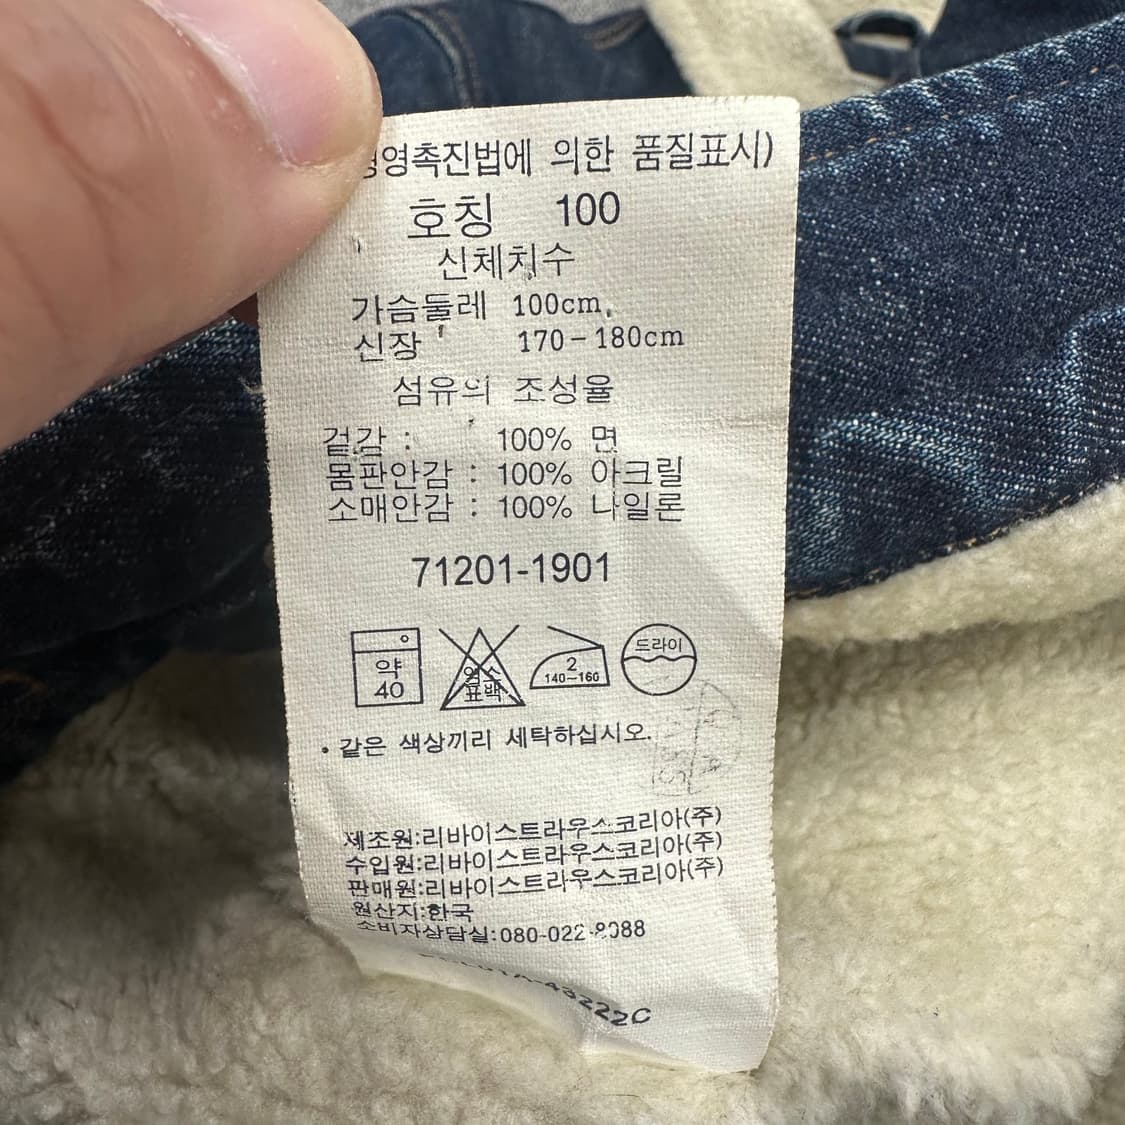 영촉진법에 의한 품질표시)
호칭 100
신체치수
가슴둘레 100cm,
신장 170-180cm
섬유의 조성율
겉감 : 100% 면
몸판안감 : 100% 아크릴
소매안감 : 100% 나일론
71201-1901
약 40
염소 표백
2 140~160
드라이
• 같은 색상끼리 세탁하십시오.
제조원:리바이스트라우스코리아(주)
수입원:리바이스트라우스코리아(주)
판매원:리바이스트라우스코리아(주)
원산지:한국
소비자상담실:080-022-